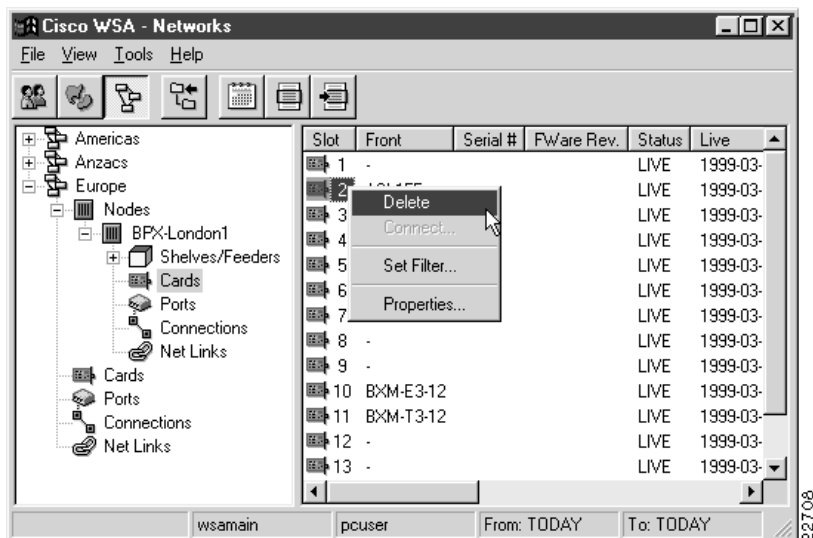 Cisco WSA - Networks
File View Tools Help
Americas
Anzacs
Europe
Nodes
BPX-London1
Shelves/Feeders
Cards
Ports
Connections
Net Links
Cards
Ports
Connections
Net Links
Slot Front Serial # FWare Rev. Status Live
1 - LIVE 1999-03-
2 LIVE 1999-03-
3 LIVE 1999-03-
4 LIVE 1999-03-
5 LIVE 1999-03-
6 LIVE 1999-03-
7 LIVE 1999-03-
8 - LIVE 1999-03-
9 - LIVE 1999-03-
10 BXM-E3-12 LIVE 1999-03-
11 BXM-T3-12 LIVE 1999-03-
12 - LIVE 1999-03-
13 - LIVE 1999-03-
Delete
Connect...
Set Filter...
Properties...
wsamain pcuser From: TODAY To: TODAY
22708